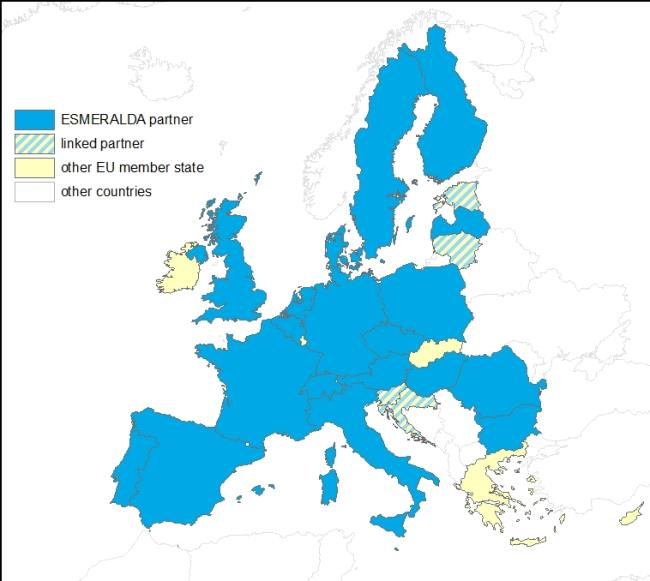 ESMERALDA partner
linked partner
other EU member state
other countries